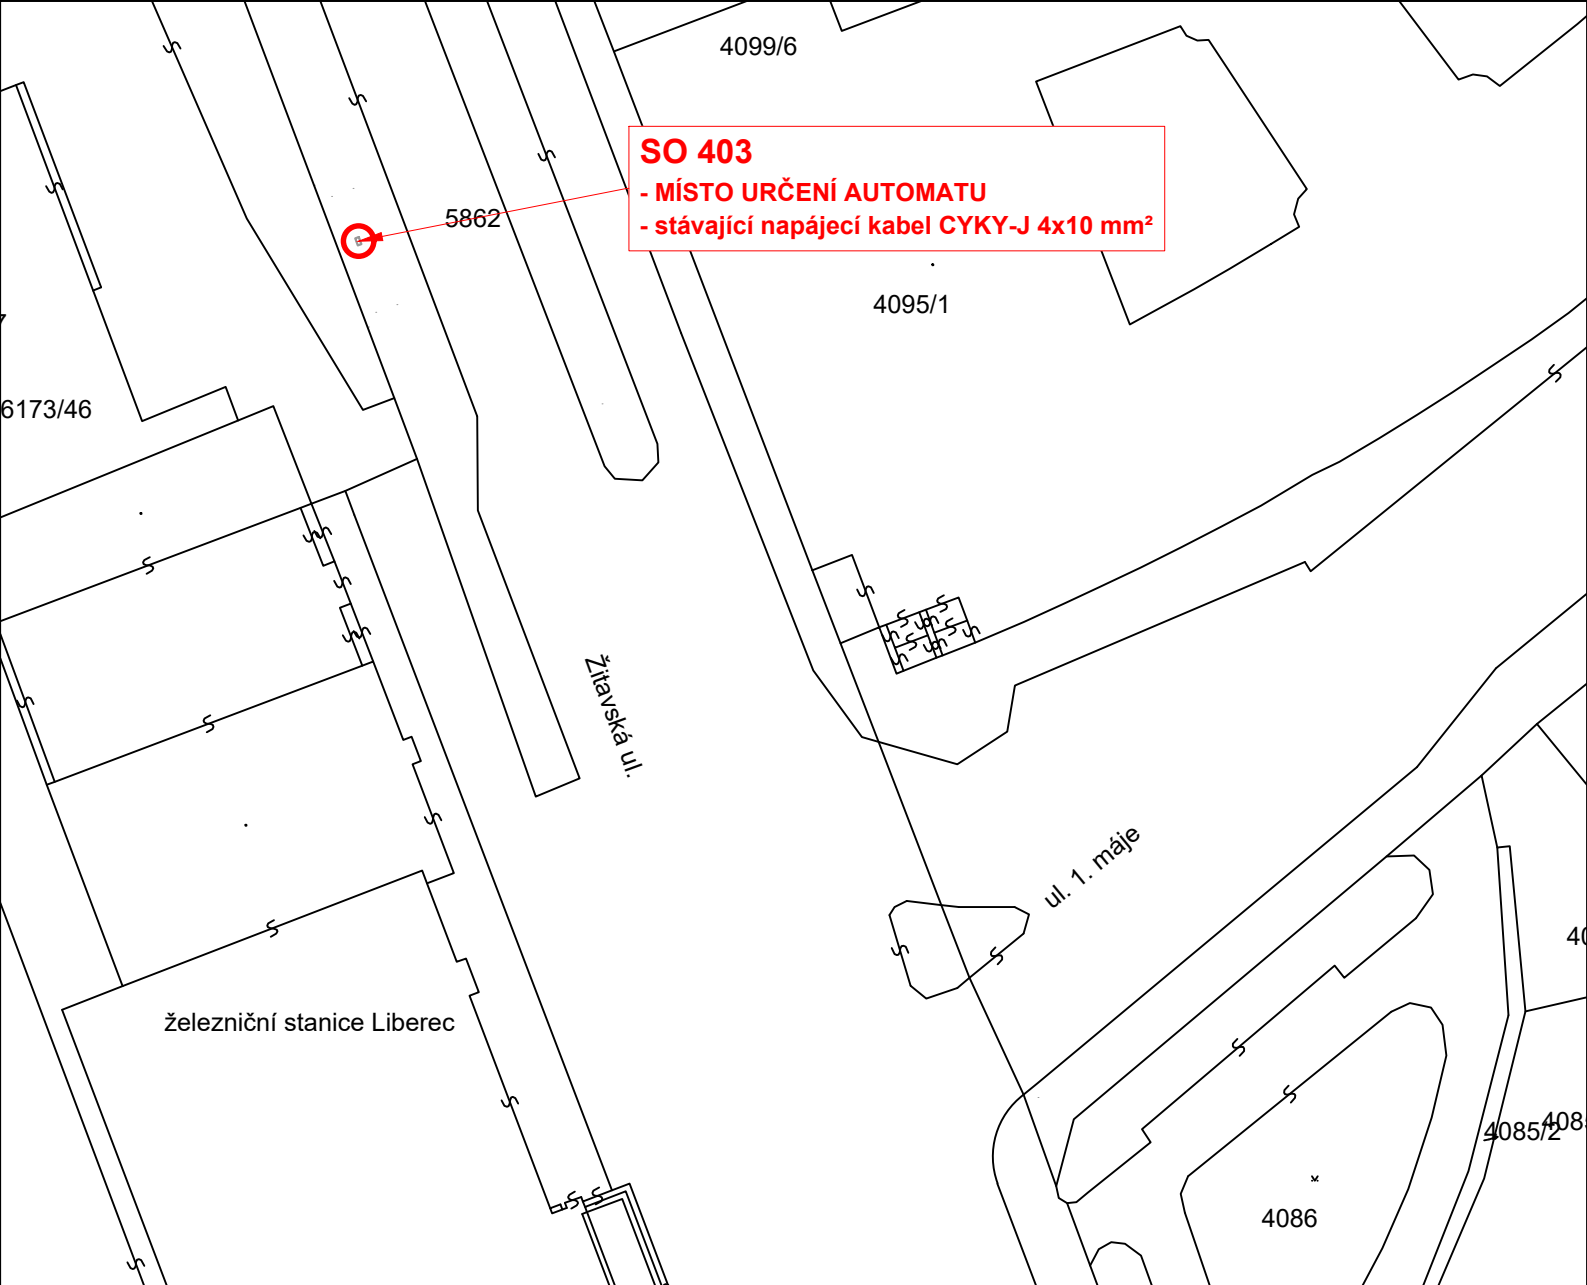 4099/6
SO 403
- MÍSTO URČENÍ AUTOMATU
- stávající napájecí kabel CYKY-J 4x10 mm²
5862
4095/1
6173/46
Žitavská ul.
ul. 1. máje
železniční stanice Liberec
4085/2
4086